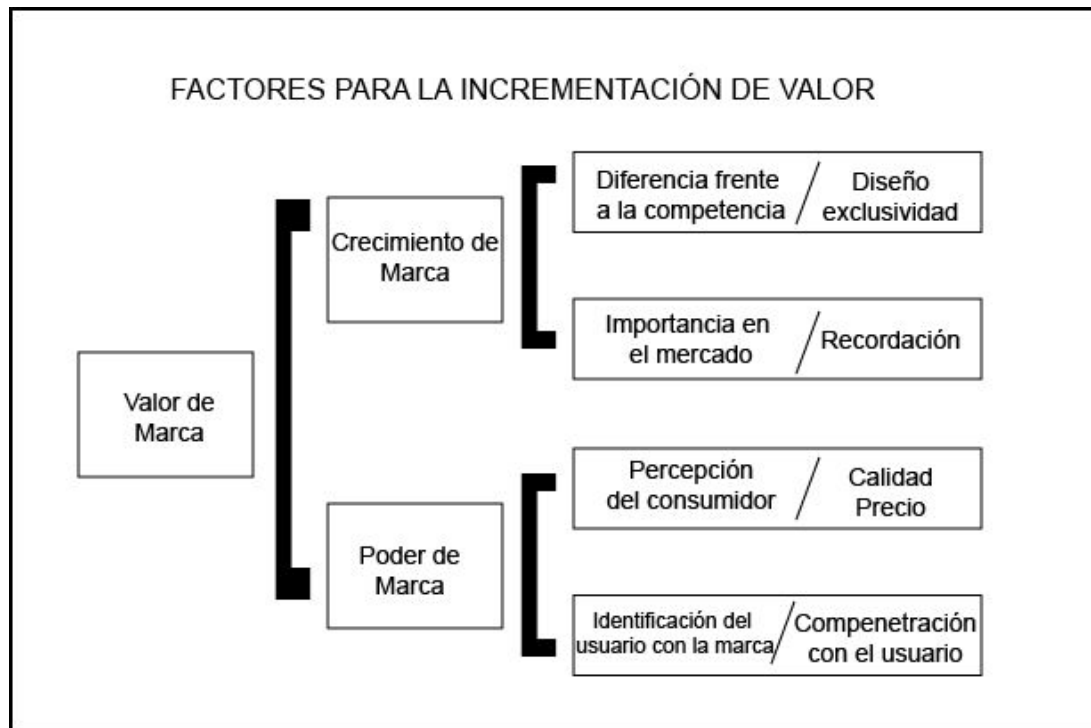 FACTORES PARA LA INCREMENTACIÓN DE VALOR
Valor de
Marca
Crecimiento de
Marca
Diferencia frente
a la competencia
/
Diseño
exclusividad
Importancia en
el mercado
/
Recordación
Poder de
Marca
Percepción
del consumidor
/
Calidad
Precio
Identificación del
usuario con la marca
/
Compenetración
con el usuario